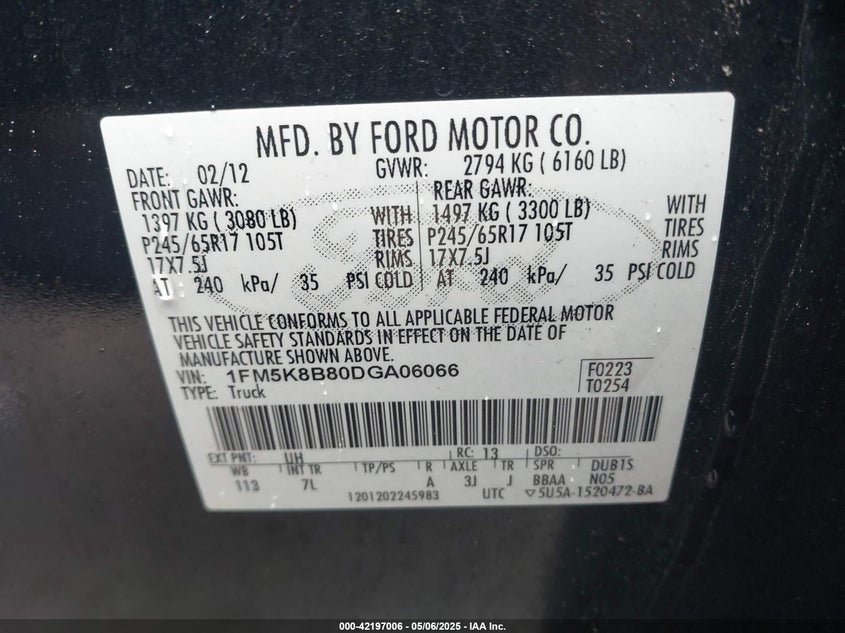 MFD. BY FORD MOTOR CO.
DATE: 02/12 GVWR: 2794 KG ( 6160 LB)
FRONT GAWR: REAR GAWR:
1397 KG ( 3080 LB) WITH 1497 KG ( 3300 LB) WITH
P245/65R17 105T TIRES P245/65R17 105T TIRES
17X7.5J RIMS 17X7.5J RIMS
AT 240 kPa/ 35 PSI COLD AT 240 kPa/ 35 PSI COLD
THIS VEHICLE CONFORMS TO ALL APPLICABLE FEDERAL MOTOR
VEHICLE SAFETY STANDARDS IN EFFECT ON THE DATE OF
MANUFACTURE SHOWN ABOVE.
VIN: 1FM5K8B80DGA06066 F0223
TYPE: Truck T0254
EXT PNT: UH RC: 13 DSO:
WB INT TR TP/PS R AXLE TR SPR DUB1S
113 7L A 3J J BBAA N05
1201202245983 UTC ▽5U5A-1520472-BA
Ford
000-42197006 - 05/06/2025 - IAA Inc.